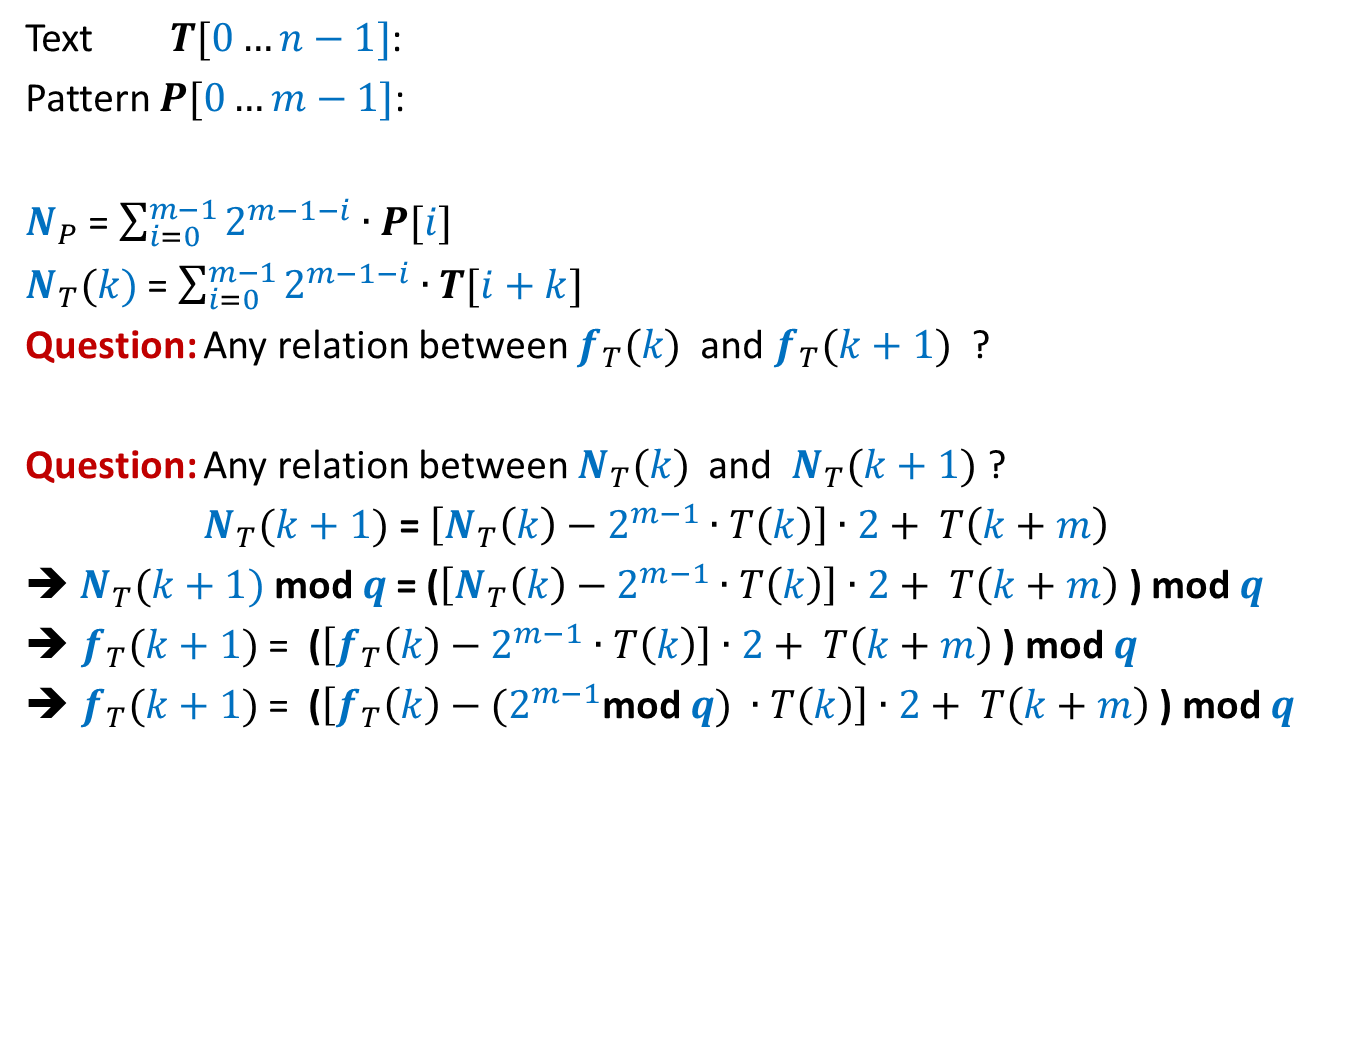 Text T[0 … n − 1]:
Pattern P[0 … m − 1]:
N_P = ∑_{i=0}^{m−1} 2^{m−1−i} · P[i]
N_T(k) = ∑_{i=0}^{m−1} 2^{m−1−i} · T[i + k]
Question: Any relation between f_T(k) and f_T(k + 1) ?
Question: Any relation between N_T(k) and N_T(k + 1) ?
N_T(k + 1) = [N_T(k) − 2^{m−1} · T(k)] · 2 + T(k + m)
➔ N_T(k + 1) mod q = ([N_T(k) − 2^{m−1} · T(k)] · 2 + T(k + m) ) mod q
➔ f_T(k + 1) = ([f_T(k) − 2^{m−1} · T(k)] · 2 + T(k + m) ) mod q
➔ f_T(k + 1) = ([f_T(k) − (2^{m−1}mod q) · T(k)] · 2 + T(k + m) ) mod q